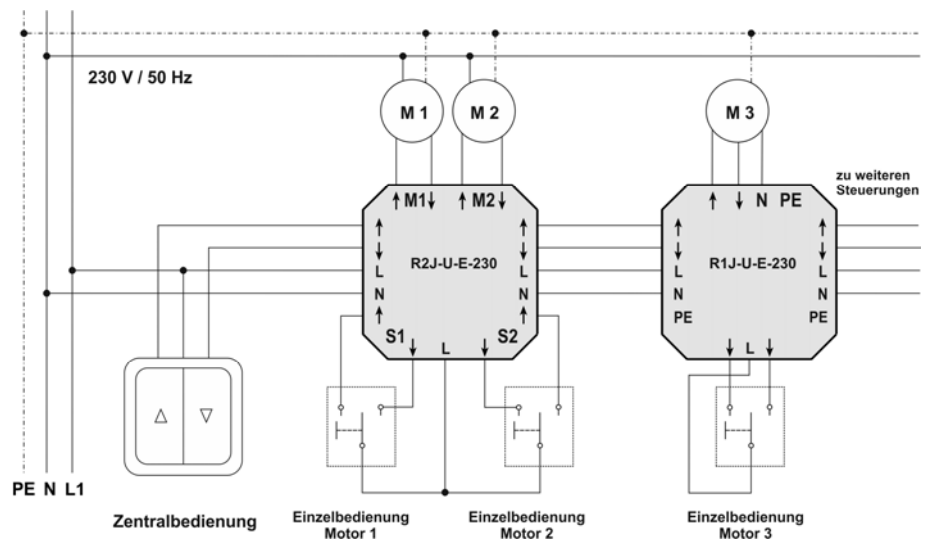 230 V / 50 Hz
M 1
M 2
M 3
zu weiteren
Steuerungen
↑ M1 ↓ ↑ M2 ↓
↑ ↓ N PE
↑ ↑
↓ ↓
R2J-U-E-230
L L
N N
↑ ↑
S1 S2
↓ L ↓
↑ ↑
↓ ↓
R1J-U-E-230
L L
N N
PE PE
↓ L ↓
△ ▽
PE N L1
Zentralbedienung
Einzelbedienung
Motor 1
Einzelbedienung
Motor 2
Einzelbedienung
Motor 3